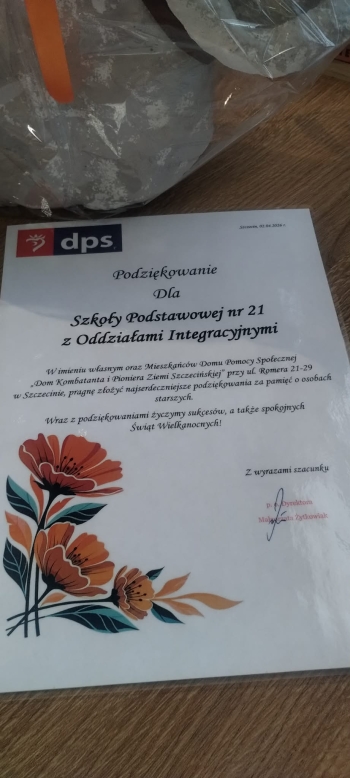 dps
Podziękowanie
Dla
Szkoły Podstawowej nr 21
z Oddziałami Integracyjnymi
W imieniu własnym oraz Mieszkańców Domu Pomocy Społecznej
„Dom Kombatanta i Pioniera Ziemi Szczecińskiej" przy ul. Romera 21-29
w Szczecinie, pragnę złożyć najserdeczniejsze podziękowania za pamięć o osobach
starszych.
Wraz z podziękowaniami życzymy sukcesów, a także spokojnych
Świąt Wielkanocnych!
Z wyrazami szacunku